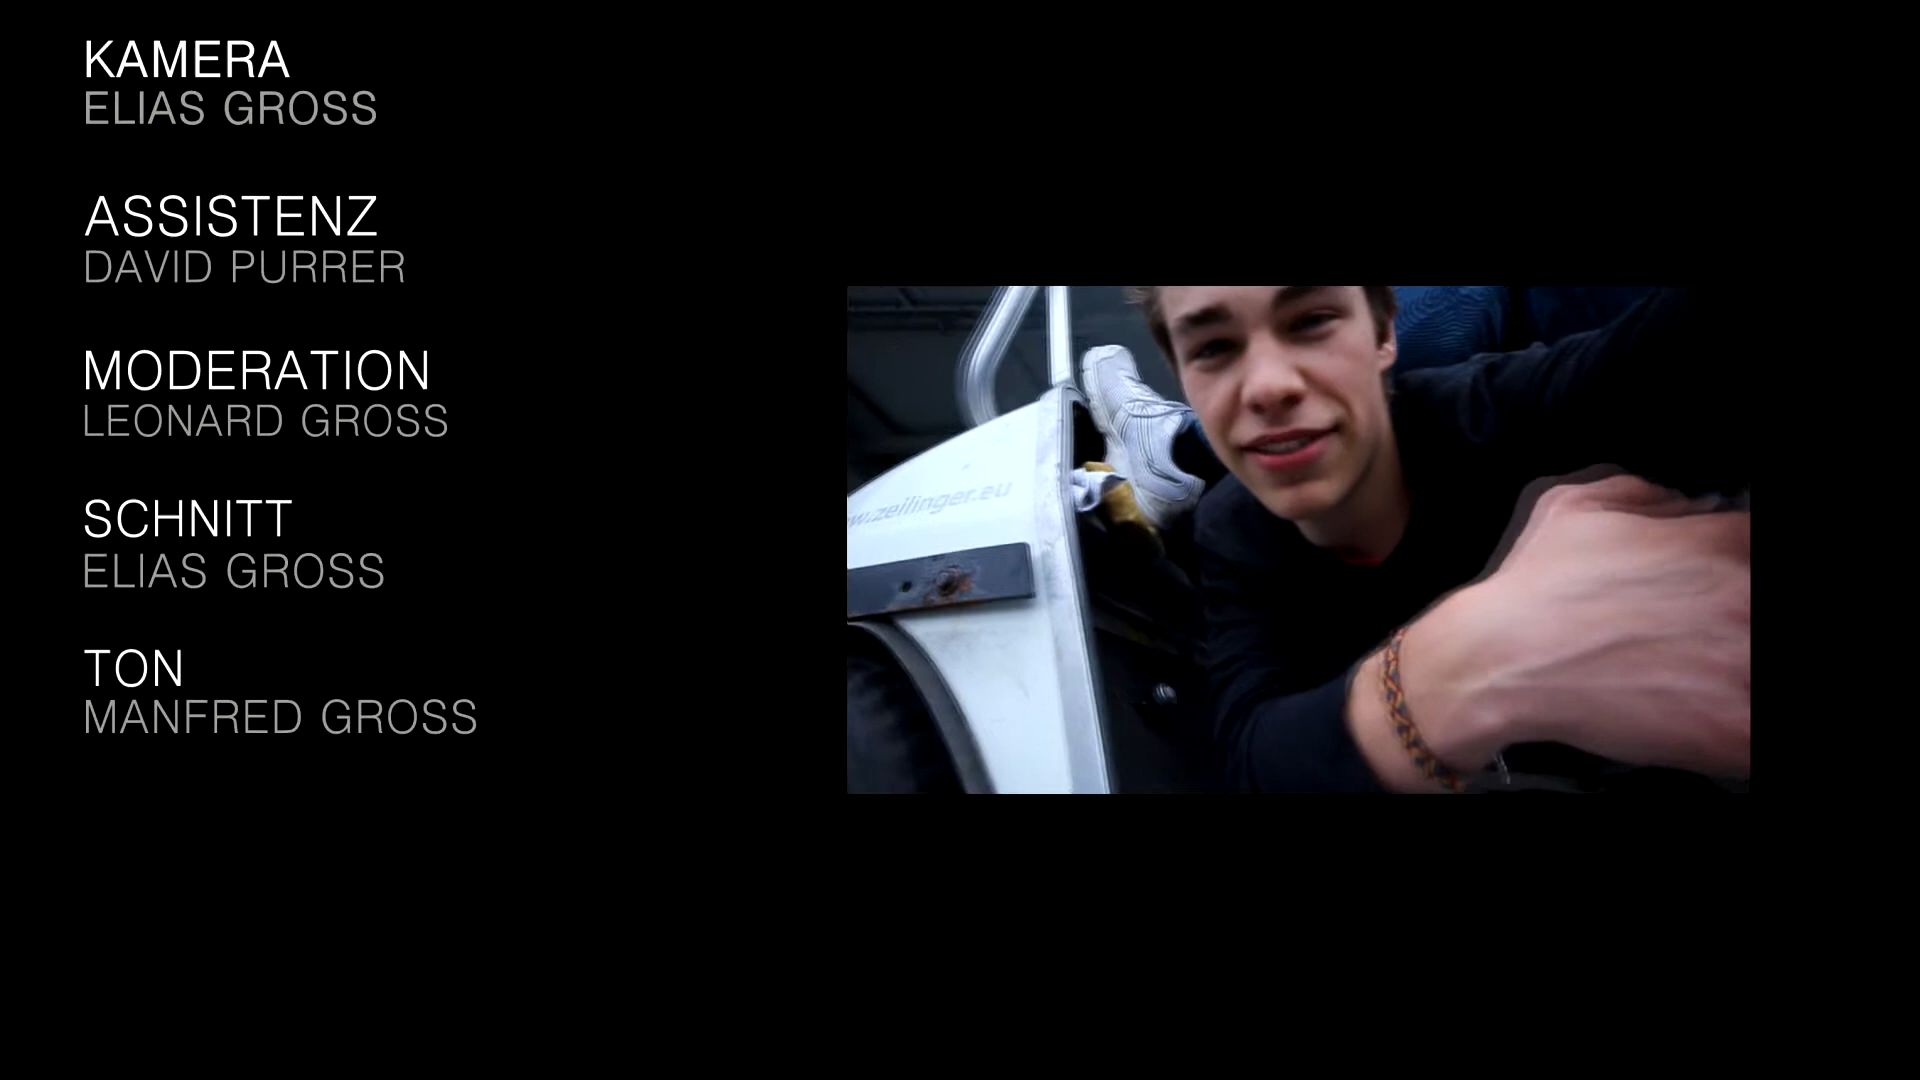 KAMERA
ELIAS GROSS
ASSISTENZ
DAVID PURRER
MODERATION
LEONARD GROSS
SCHNITT
ELIAS GROSS
TON
MANFRED GROSS
w.zeilinger.eu